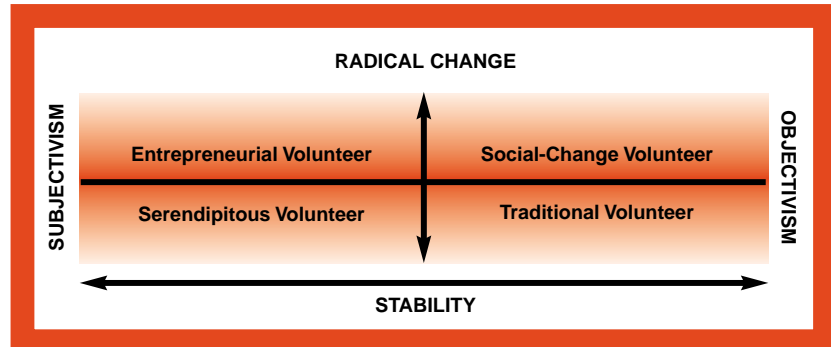 RADICAL CHANGE
SUBJECTIVISM
OBJECTIVISM
Entrepreneurial Volunteer
Social-Change Volunteer
Serendipitous Volunteer
Traditional Volunteer
STABILITY